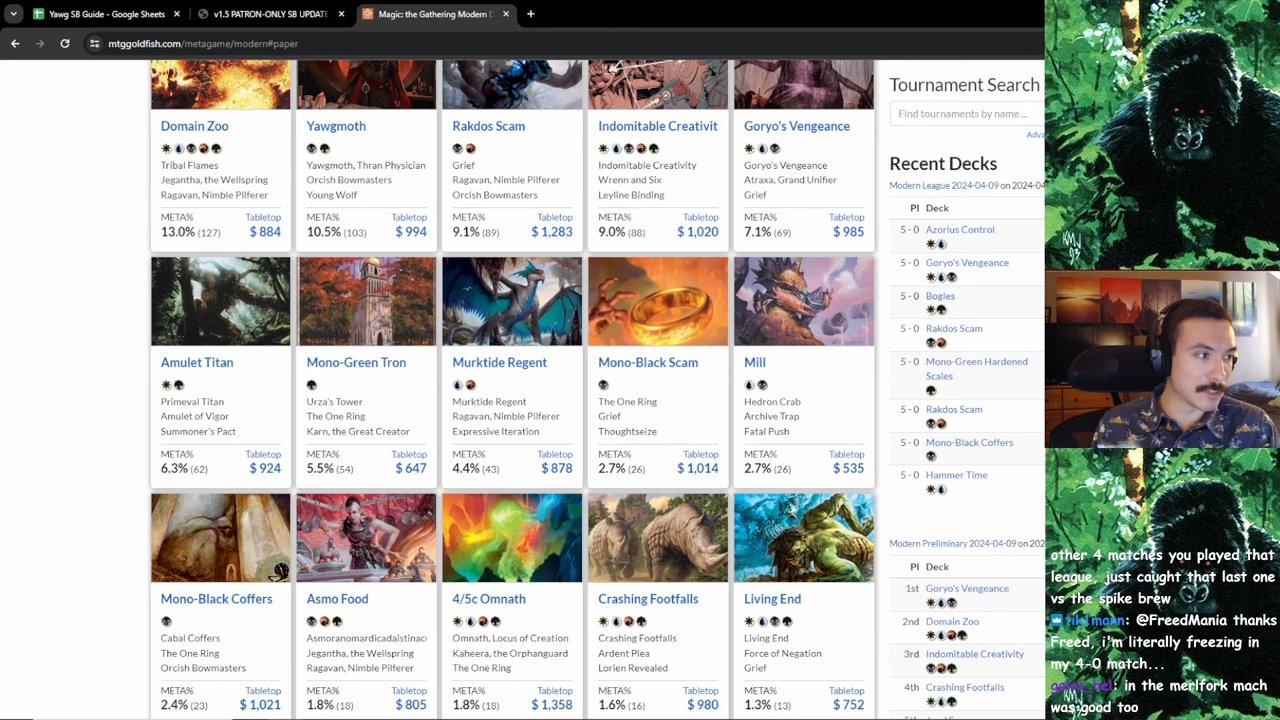 Yawg SB Guide - Google Sheets
v1.5 PATRON-ONLY SB UPDATE
Magic: the Gathering Modern D
mtggoldfish.com/metagame/modern#paper
Domain Zoo
Tribal Flames
Jegantha, the Wellspring
Ragavan, Nimble Pilferer
META% Tabletop
13.0% (127) $ 884
Yawgmoth
Yawgmoth, Thran Physician
Orcish Bowmasters
Young Wolf
META% Tabletop
10.5% (103) $ 994
Rakdos Scam
Grief
Ragavan, Nimble Pilferer
Orcish Bowmasters
META% Tabletop
9.1% (89) $ 1,283
Indomitable Creativit
Indomitable Creativity
Wrenn and Six
Leyline Binding
META% Tabletop
9.0% (88) $ 1,020
Goryo's Vengeance
Goryo's Vengeance
Atraxa, Grand Unifier
Grief
META% Tabletop
7.1% (69) $ 985
Amulet Titan
Primeval Titan
Amulet of Vigor
Summoner's Pact
META% Tabletop
6.3% (62) $ 924
Mono-Green Tron
Urza's Tower
The One Ring
Karn, the Great Creator
META% Tabletop
5.5% (54) $ 647
Murktide Regent
Murktide Regent
Ragavan, Nimble Pilferer
Expressive Iteration
META% Tabletop
4.4% (43) $ 878
Mono-Black Scam
The One Ring
Grief
Thoughtseize
META% Tabletop
2.7% (26) $ 1,014
Mill
Hedron Crab
Archive Trap
Fatal Push
META% Tabletop
2.7% (26) $ 535
Mono-Black Coffers
Cabal Coffers
The One Ring
Orcish Bowmasters
META% Tabletop
2.4% (23) $ 1,021
Asmo Food
Asmoranomardicadaistinac
Jegantha, the Wellspring
Ragavan, Nimble Pilferer
META% Tabletop
1.8% (18) $ 805
4/5c Omnath
Omnath, Locus of Creation
Kaheera, the Orphanguard
The One Ring
META% Tabletop
1.8% (18) $ 1,358
Crashing Footfalls
Crashing Footfalls
Ardent Plea
Lorien Revealed
META% Tabletop
1.6% (16) $ 980
Living End
Living End
Force of Negation
Grief
META% Tabletop
1.3% (13) $ 752
Tournament Search
Find tournaments by name ...
Adva
Recent Decks
Modern League 2024-04-09 on 2024-04
Pl Deck
5 - 0 Azorius Control
5 - 0 Goryo's Vengeance
5 - 0 Bogles
5 - 0 Rakdos Scam
5 - 0 Mono-Green Hardened
Scales
5 - 0 Rakdos Scam
5 - 0 Mono-Black Coffers
5 - 0 Hammer Time
Modern Preliminary 2024-04-09 on 202
Pl Deck
1st Goryo's Vengeance
2nd Domain Zoo
3rd Indomitable Creativity
4th Crashing Footfalls
other 4 matches you played that
league, just caught that last one
vs the spike brew
: @FreedMania thanks
Freed, i'm literally freezing in
my 4-0 match...
: in the merlfork mach
was good too